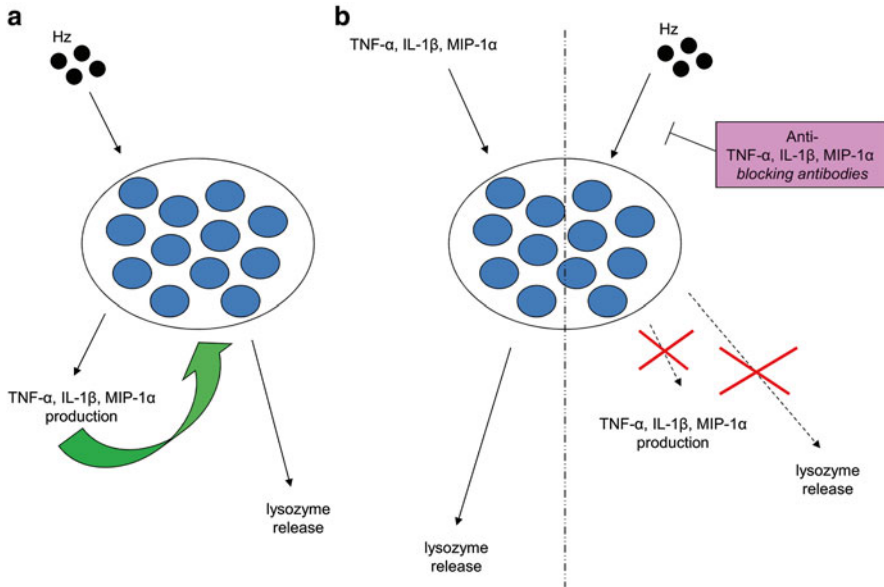 a
Hz
TNF-α, IL-1β, MIP-1α
production
lysozyme
release
b
TNF-α, IL-1β, MIP-1α
Hz
Anti-
TNF-α, IL-1β, MIP-1α
blocking antibodies
TNF-α, IL-1β, MIP-1α
production
lysozyme
release
lysozyme
release